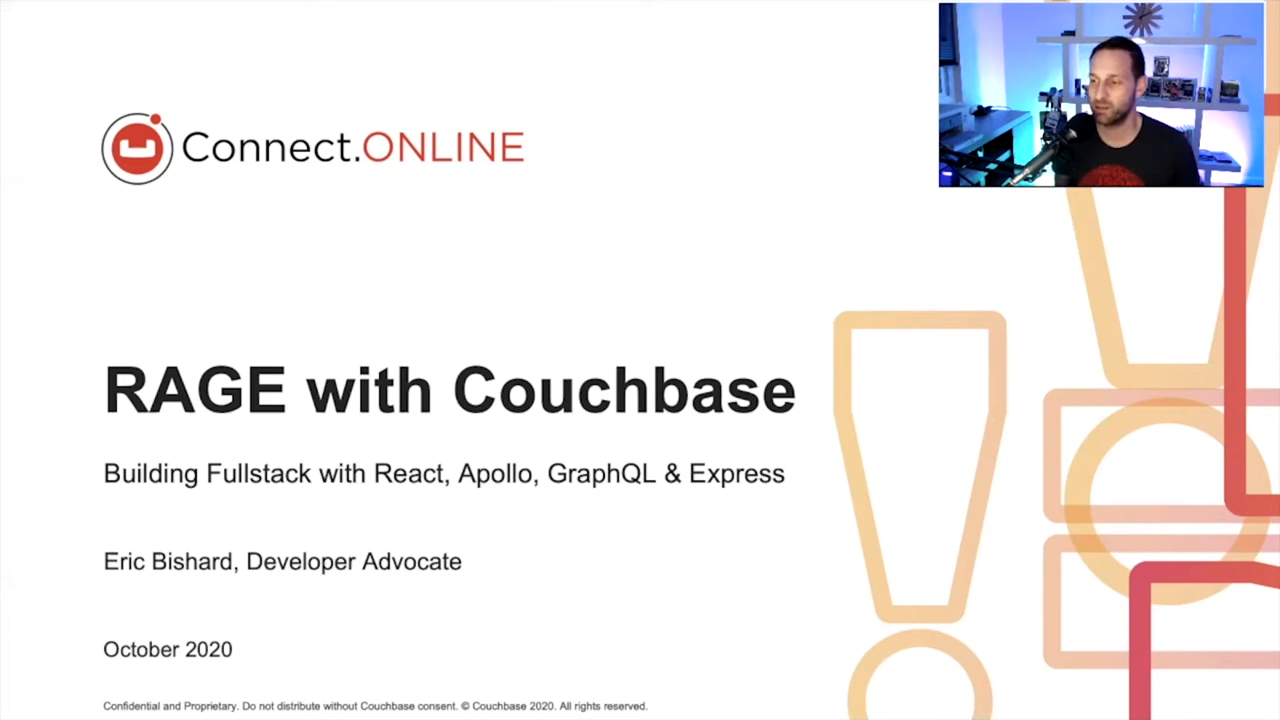 Connect.ONLINE
RAGE with Couchbase
Building Fullstack with React, Apollo, GraphQL & Express
Eric Bishard, Developer Advocate
October 2020
Confidential and Proprietary. Do not distribute without Couchbase consent. © Couchbase 2020. All rights reserved.